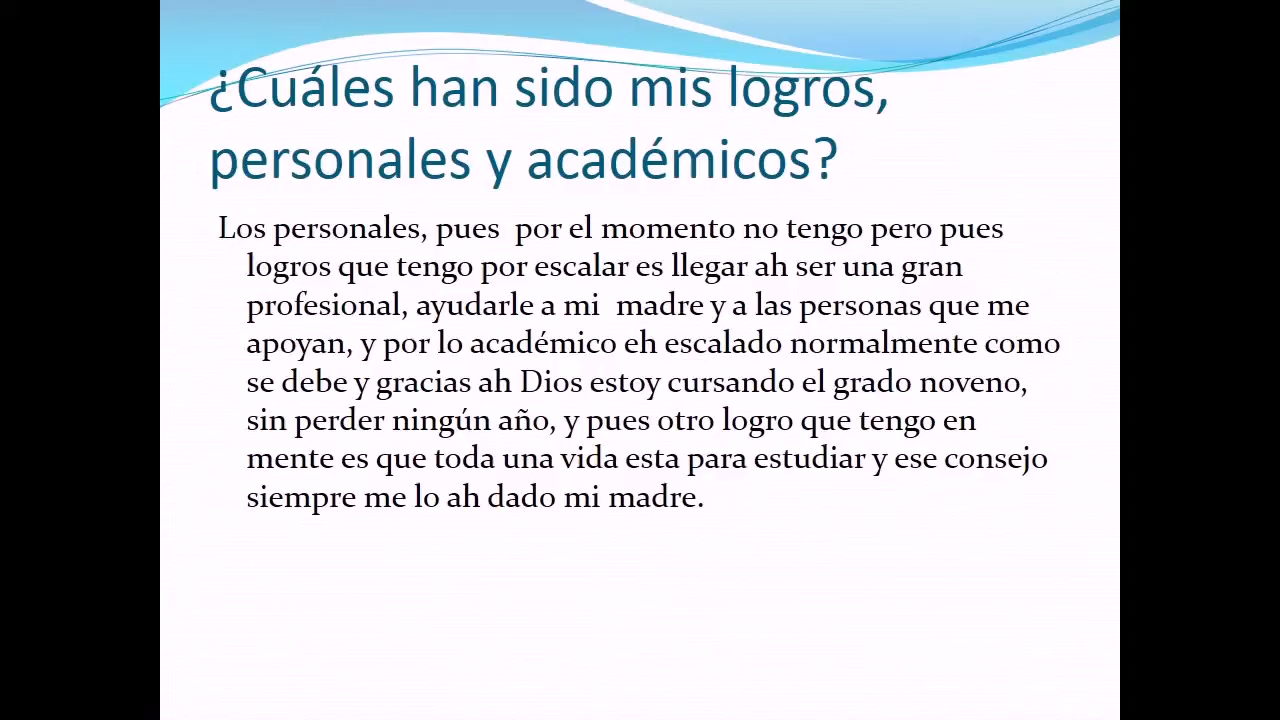 ¿Cuáles han sido mis logros,
personales y académicos?
Los personales, pues  por el momento no tengo pero pues
logros que tengo por escalar es llegar ah ser una gran
profesional, ayudarle a mi  madre y a las personas que me
apoyan, y por lo académico eh escalado normalmente como
se debe y gracias ah Dios estoy cursando el grado noveno,
sin perder ningún año, y pues otro logro que tengo en
mente es que toda una vida esta para estudiar y ese consejo
siempre me lo ah dado mi madre.